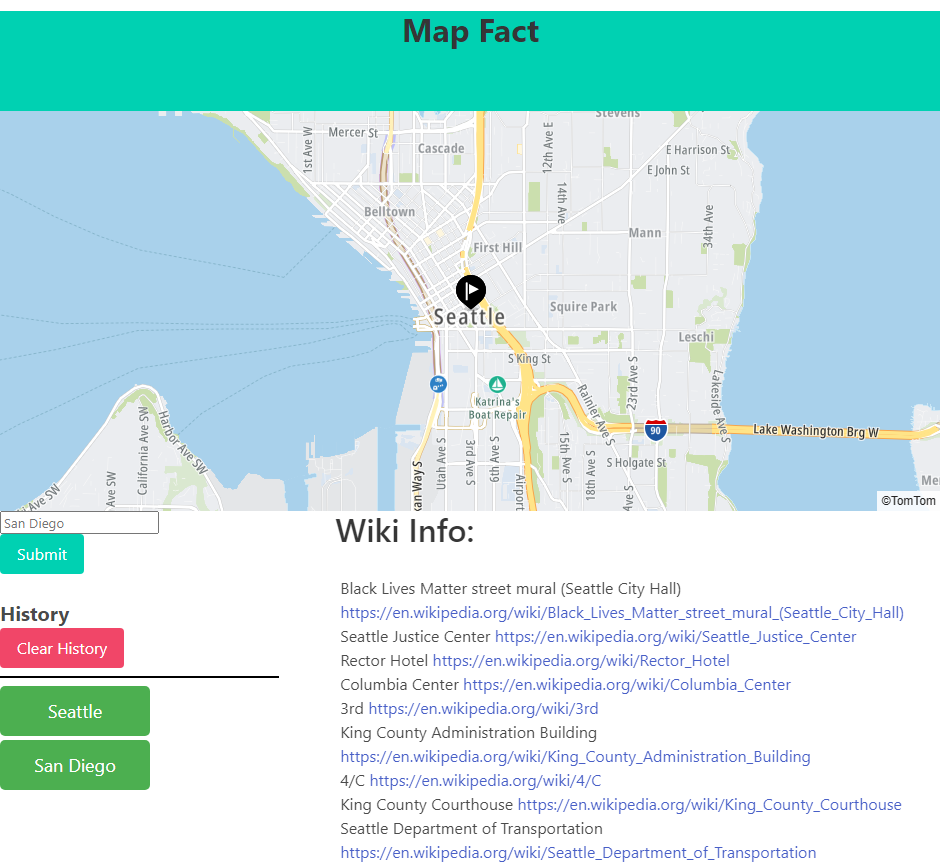 Map Fact
Stevens
Mercer St
1st Ave W
Cascade
12th Ave E
E Harrison St
E John St
Belltown
14th Ave
34th Ave
Mann
First Hill
Squire Park
Seattle
Leschi
S King St
23rd Ave S
Lakeside Ave S
Katrina's
Boat Repair
Rainier Ave S
90
Lake Washington Brg W
California Ave SW
Harbor Ave SW
Utah Ave S
3rd Ave S
6th Ave S
15th Ave S
18th Ave S
S Holgate St
Ave SW
Ave SW
kan Way S
Airport
Ave S
Me
©TomTom
San Diego
Submit
History
Clear History
Seattle
San Diego
Wiki Info:
Black Lives Matter street mural (Seattle City Hall)
https://en.wikipedia.org/wiki/Black_Lives_Matter_street_mural_(Seattle_City_Hall)
Seattle Justice Center https://en.wikipedia.org/wiki/Seattle_Justice_Center
Rector Hotel https://en.wikipedia.org/wiki/Rector_Hotel
Columbia Center https://en.wikipedia.org/wiki/Columbia_Center
3rd https://en.wikipedia.org/wiki/3rd
King County Administration Building
https://en.wikipedia.org/wiki/King_County_Administration_Building
4/C https://en.wikipedia.org/wiki/4/C
King County Courthouse https://en.wikipedia.org/wiki/King_County_Courthouse
Seattle Department of Transportation
https://en.wikipedia.org/wiki/Seattle_Department_of_Transportation